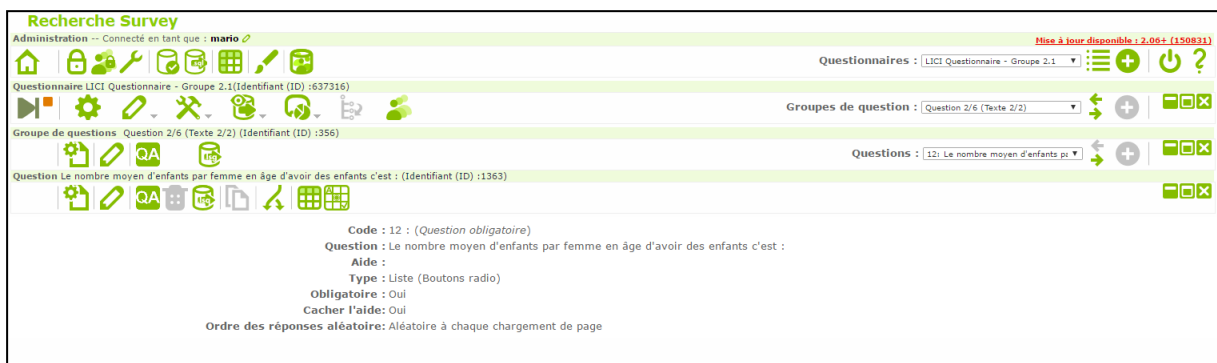 Recherche Survey
Administration -- Connecté en tant que : mario
Mise à jour disponible : 2.06+ (150831)
Questionnaires : LICI Questionnaire - Groupe 2.1
Questionnaire LICI Questionnaire - Groupe 2.1(Identifiant (ID) :637316)
Groupes de question : Question 2/6 (Texte 2/2)
Groupe de questions Question 2/6 (Texte 2/2) (Identifiant (ID) :356)
QA
Questions : 12: Le nombre moyen d'enfants pa
Question Le nombre moyen d'enfants par femme en âge d'avoir des enfants c'est : (Identifiant (ID) :1363)
QA
Code : 12 : (Question obligatoire)
Question : Le nombre moyen d'enfants par femme en âge d'avoir des enfants c'est :
Aide :
Type : Liste (Boutons radio)
Obligatoire : Oui
Cacher l'aide: Oui
Ordre des réponses aléatoire: Aléatoire à chaque chargement de page